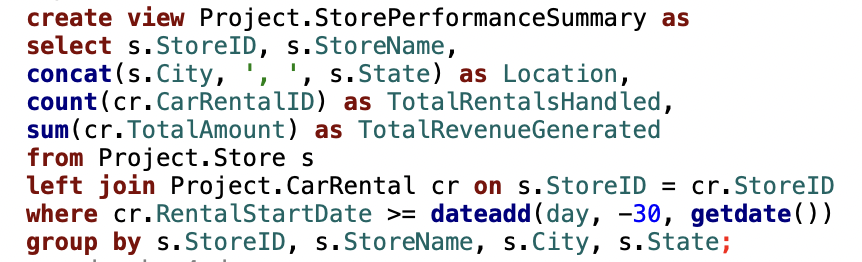 create view Project.StorePerformanceSummary as
select s.StoreID, s.StoreName,
concat(s.City, ', ', s.State) as Location,
count(cr.CarRentalID) as TotalRentalsHandled,
sum(cr.TotalAmount) as TotalRevenueGenerated
from Project.Store s
left join Project.CarRental cr on s.StoreID = cr.StoreID
where cr.RentalStartDate >= dateadd(day, -30, getdate())
group by s.StoreID, s.StoreName, s.City, s.State;